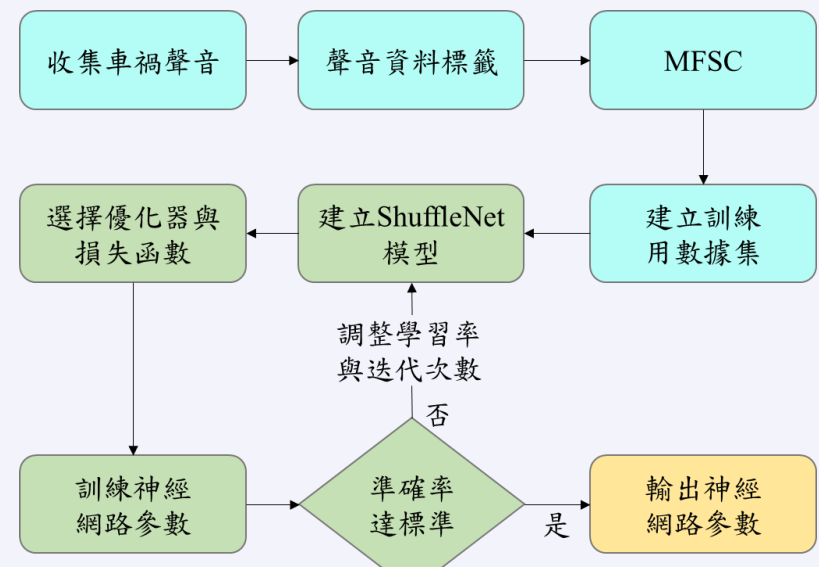 收集車禍聲音
聲音資料標籤
MFSC
建立訓練
用數據集
建立ShuffleNet
模型
選擇優化器與
損失函數
訓練神經
網路參數
準確率
達標準
否
調整學習率
與迭代次數
是
輸出神經
網路參數